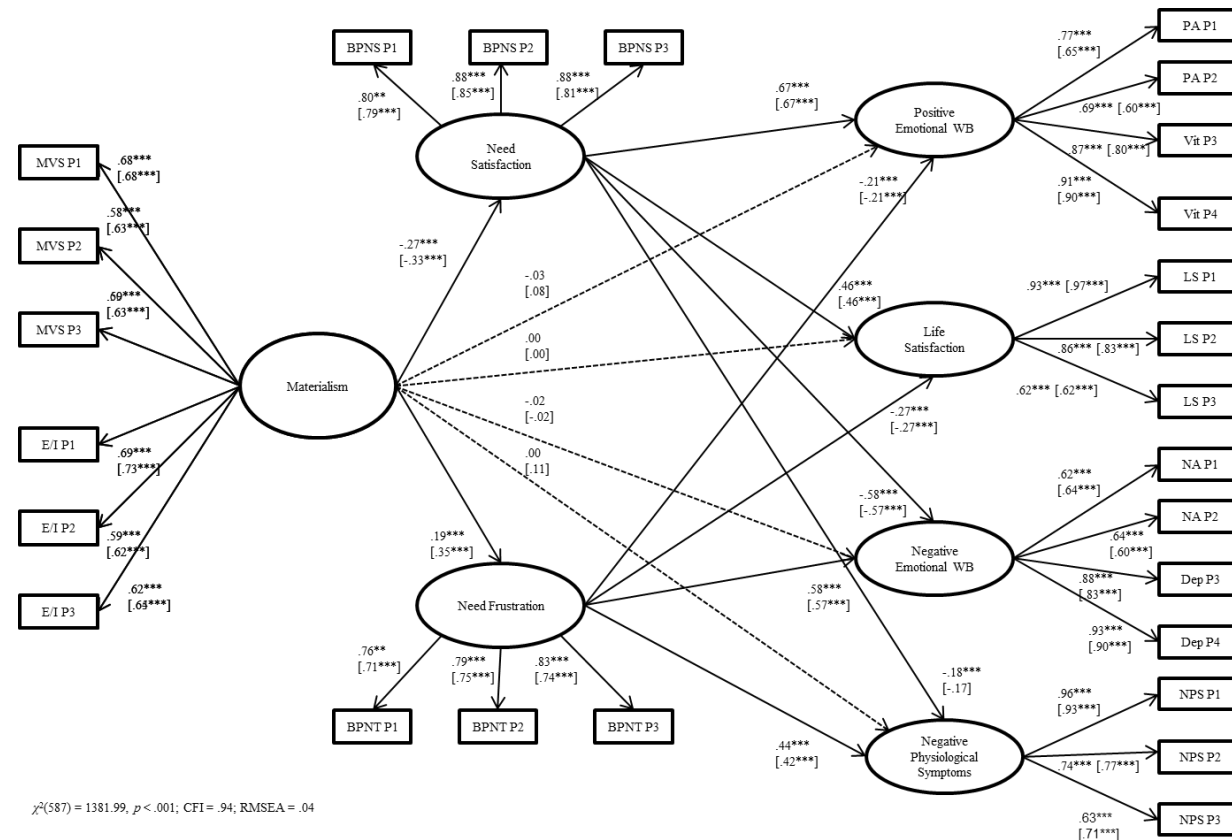 BPNS P1
BPNS P2
BPNS P3
.80**
[.79***]
.88***
[.85***]
.88***
[.81***]
Need
Satisfaction
MVS P1
MVS P2
MVS P3
E/I P1
E/I P2
E/I P3
.68***
[.68***]
.58***
[.63***]
[.63***]
.69***
[.73***]
.59***
[.62***]
.62***
Materialism
-.27***
[-.33***]
.19***
[.35***]
-.03
[.08]
.00
[.00]
-.02
[-.02]
.00
[.11]
Need Frustration
.76**
[.71***]
.79***
[.75***]
.83***
[.74***]
BPNT P1
BPNT P2
BPNT P3
.67***
[.67***]
-.21***
[-.21***]
.46***
[.46***]
-.27***
[-.27***]
-.58***
[-.57***]
.58***
[.57***]
-.18***
[-.17]
.44***
[.42***]
Positive
Emotional WB
Life
Satisfaction
Negative
Emotional WB
Negative
Physiological
Symptoms
.77***
[.65***]
.69*** [.60***]
.87*** [.80***]
.91***
[.90***]
.93*** [.97***]
.86*** [.83***]
.62*** [.62***]
.62***
[.64***]
.64***
[.60***]
.88***
[.83***]
.93***
[.90***]
.96***
[.93***]
.74*** [.77***]
.63***
[.71***]
PA P1
PA P2
Vit P3
Vit P4
LS P1
LS P2
LS P3
NA P1
NA P2
Dep P3
Dep P4
NPS P1
NPS P2
NPS P3
χ²(587) = 1381.99, p < .001; CFI = .94; RMSEA = .04